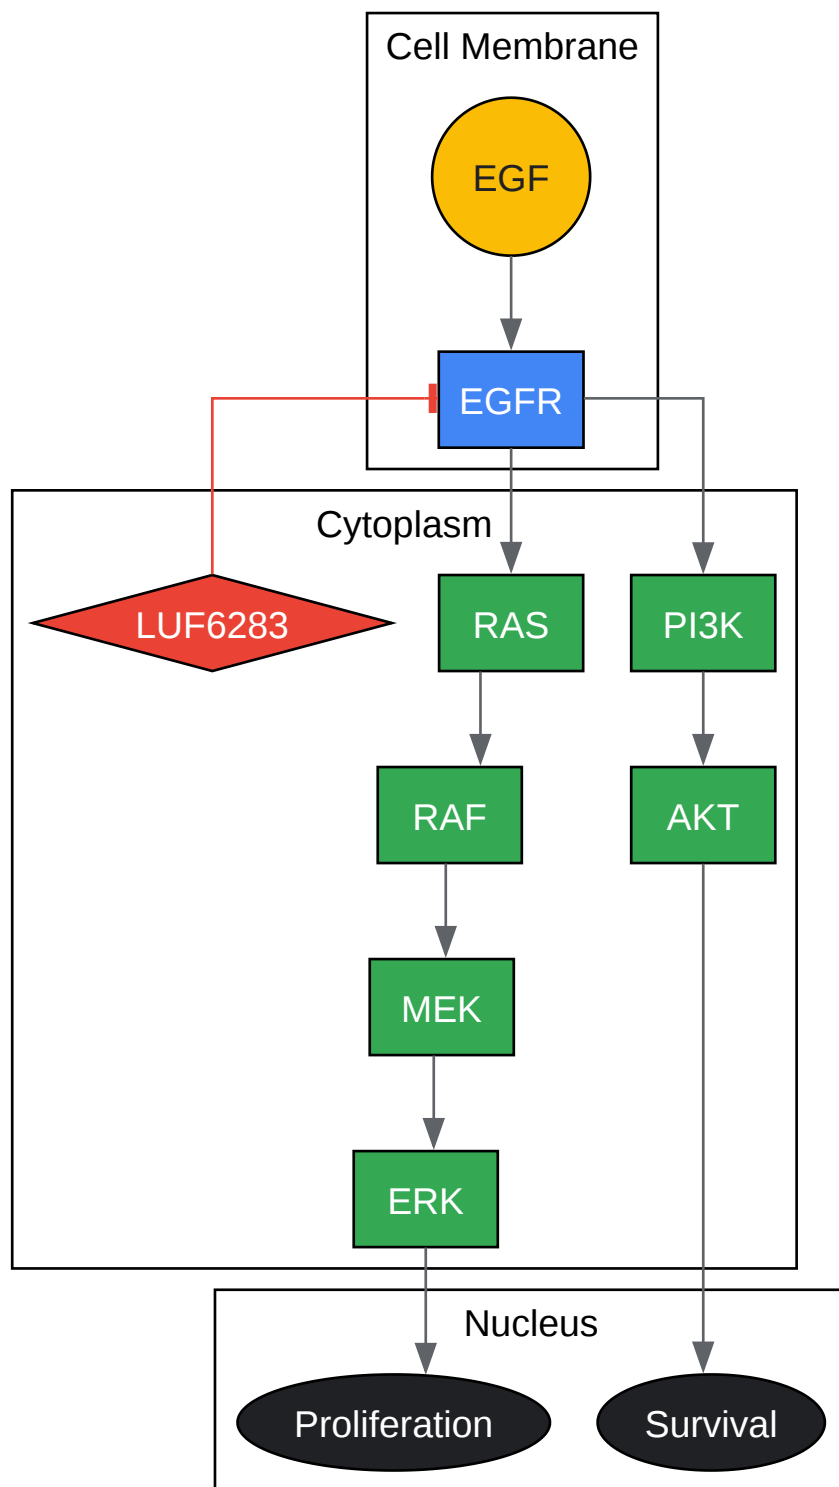 Cell Membrane
EGF
EGFR
Cytoplasm
LUF6283
RAS
PI3K
RAF
AKT
MEK
ERK
Nucleus
Proliferation
Survival